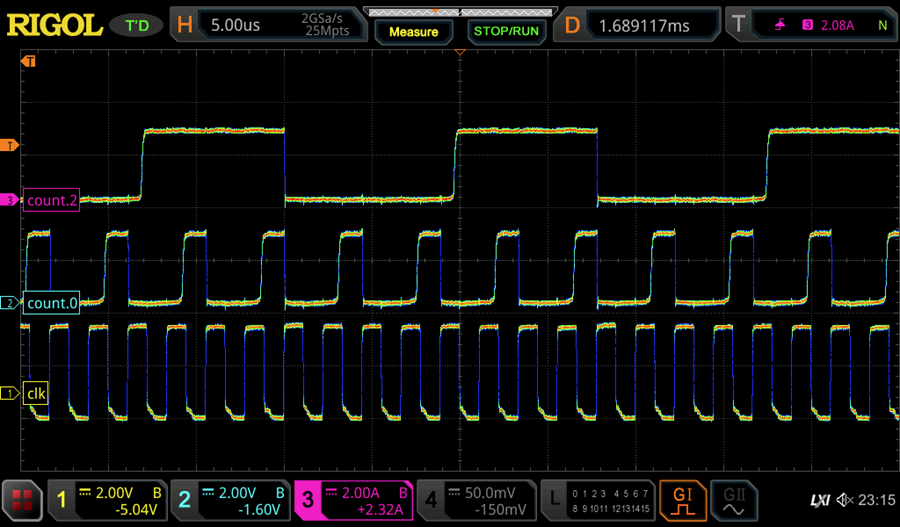 RIGOL T'D H 5.00us 2GSa/s 25Mpts Measure STOP/RUN D 1.689117ms T 3 2.08A N
T
T
3 count.2
2 count.0
1 clk
1 2.00V B -5.04V 2 2.00V B -1.60V 3 2.00A B +2.32A 4 50.0mv -150mV L 0 1 2 3 4 5 6 7 8 9 10 11 12 13 14 15 GI GII LXI 23:15